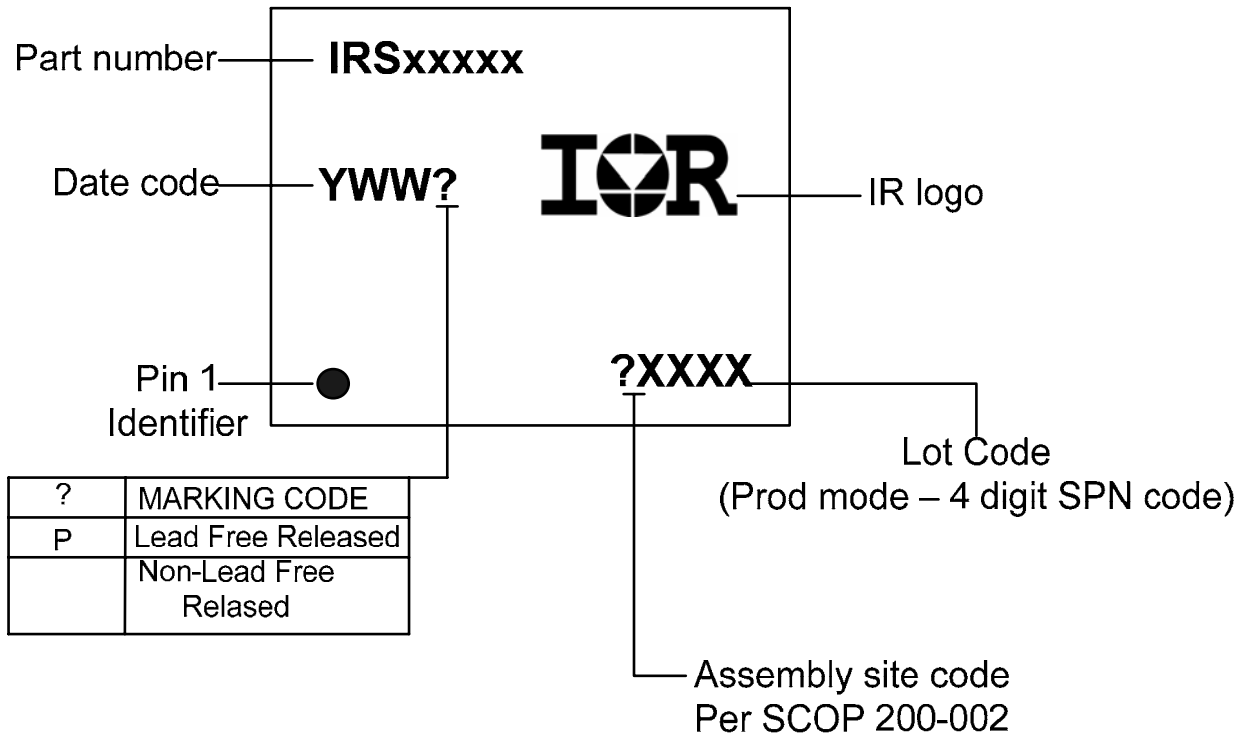 Part number
IRSxxxxx
Date code
YWW?
IOR
IR logo
Pin 1
Identifier
?XXXX
Lot Code
(Prod mode – 4 digit SPN code)
? MARKING CODE
P Lead Free Released
Non-Lead Free
Relased
Assembly site code
Per SCOP 200-002